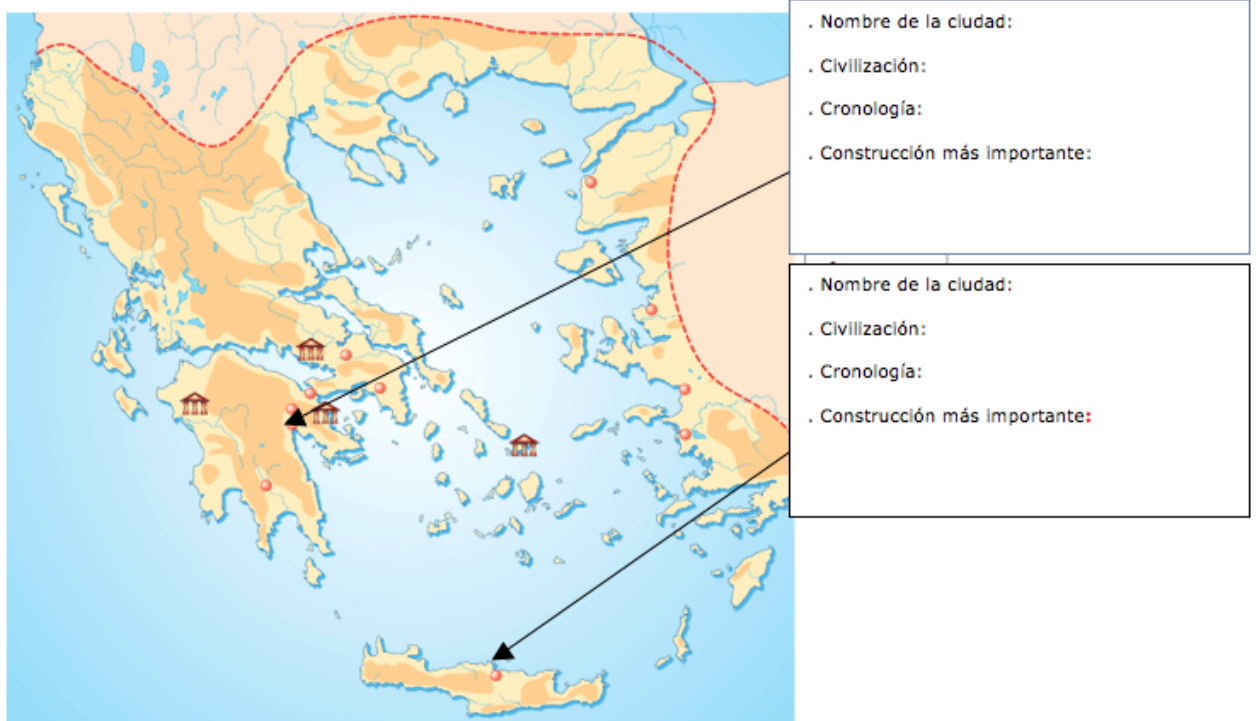 . Nombre de la ciudad:
. Civilización:
. Cronología:
. Construcción más importante:
. Nombre de la ciudad:
. Civilización:
. Cronología:
. Construcción más importante: